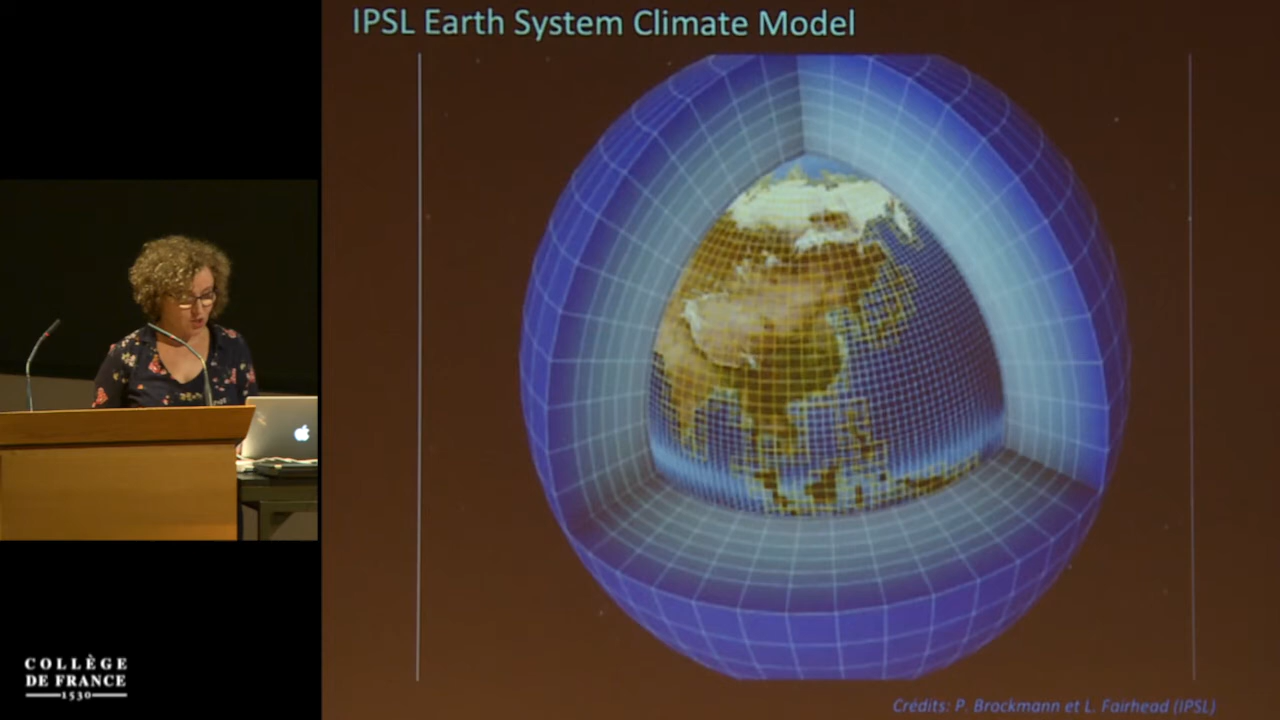 IPSL Earth System Climate Model
COLLÈGE
DE FRANCE
1530
Crédits: P. Brockmann et L. Fairhead (IPSL)